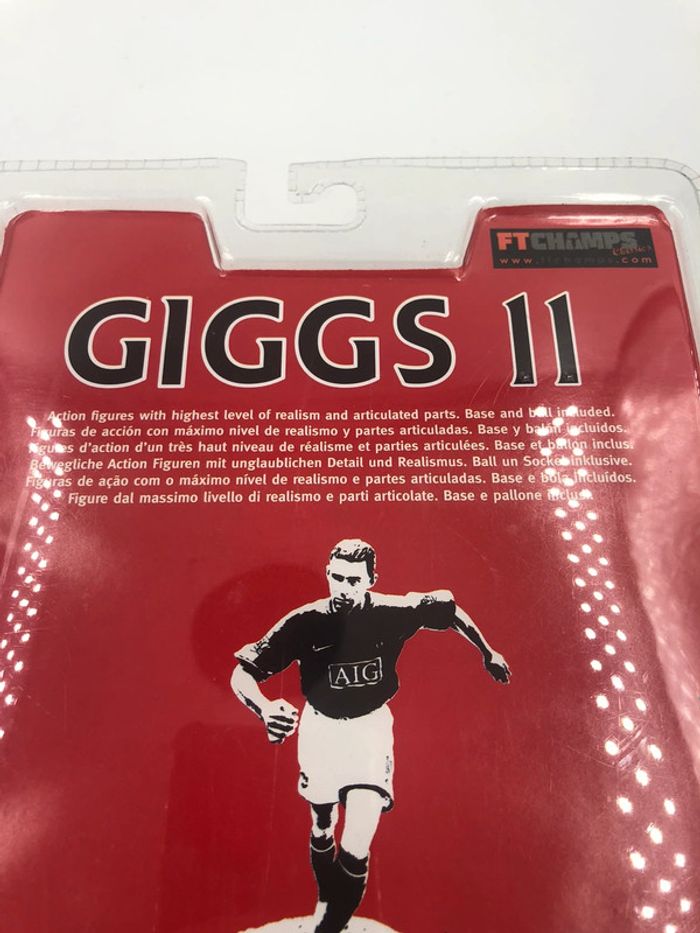 FTCHAMPS
Classics
www.ftchamps.com
GIGGS 11
Action figures with highest level of realism and articulated parts. Base and ball included.
Figuras de acción con máximo nivel de realismo y partes articuladas. Base y balón incluidos.
Figures d'action d'un très haut niveau de réalisme et parties articulées. Base et ballon inclus.
Bewegliche Action Figuren mit unglaublichen Detail und Realismus. Ball un Socke inklusive.
Figuras de ação com o máximo nível de realismo e partes articuladas. Base e bola incluídos.
Figure dal massimo livello di realismo e parti articolate. Base e pallone inclusi.
AIG